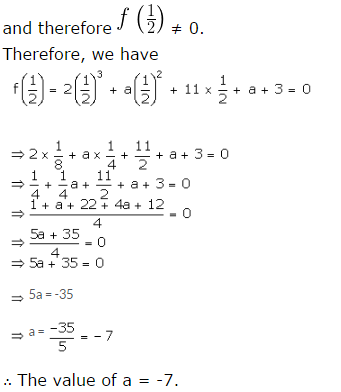 and therefore f (1/2) ≠ 0.
Therefore, we have
f(1/2) = 2(1/2)^3 + a(1/2)^2 + 11 × 1/2 + a + 3 = 0
⇒ 2 × 1/8 + a × 1/4 + 11/2 + a + 3 = 0
⇒ 1/4 + 1/4 a + 11/2 + a + 3 = 0
⇒ (1 + a + 22 + 4a + 12)/4 = 0
⇒ (5a + 35)/4 = 0
⇒ 5a + 35 = 0
⇒ 5a = -35
⇒ a = -35/5 = - 7
∴ The value of a = -7.